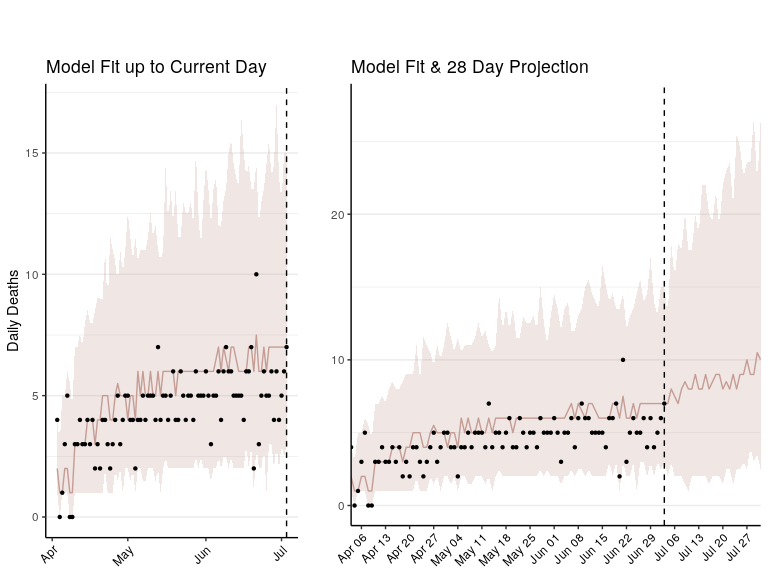 Model Fit up to Current Day
Daily Deaths
15
10
5
0
Apr
May
Jun
Jul
Model Fit & 28 Day Projection
20
10
0
Apr 06
Apr 13
Apr 20
Apr 27
May 04
May 11
May 18
May 25
Jun 01
Jun 08
Jun 15
Jun 22
Jun 29
Jul 06
Jul 13
Jul 20
Jul 27